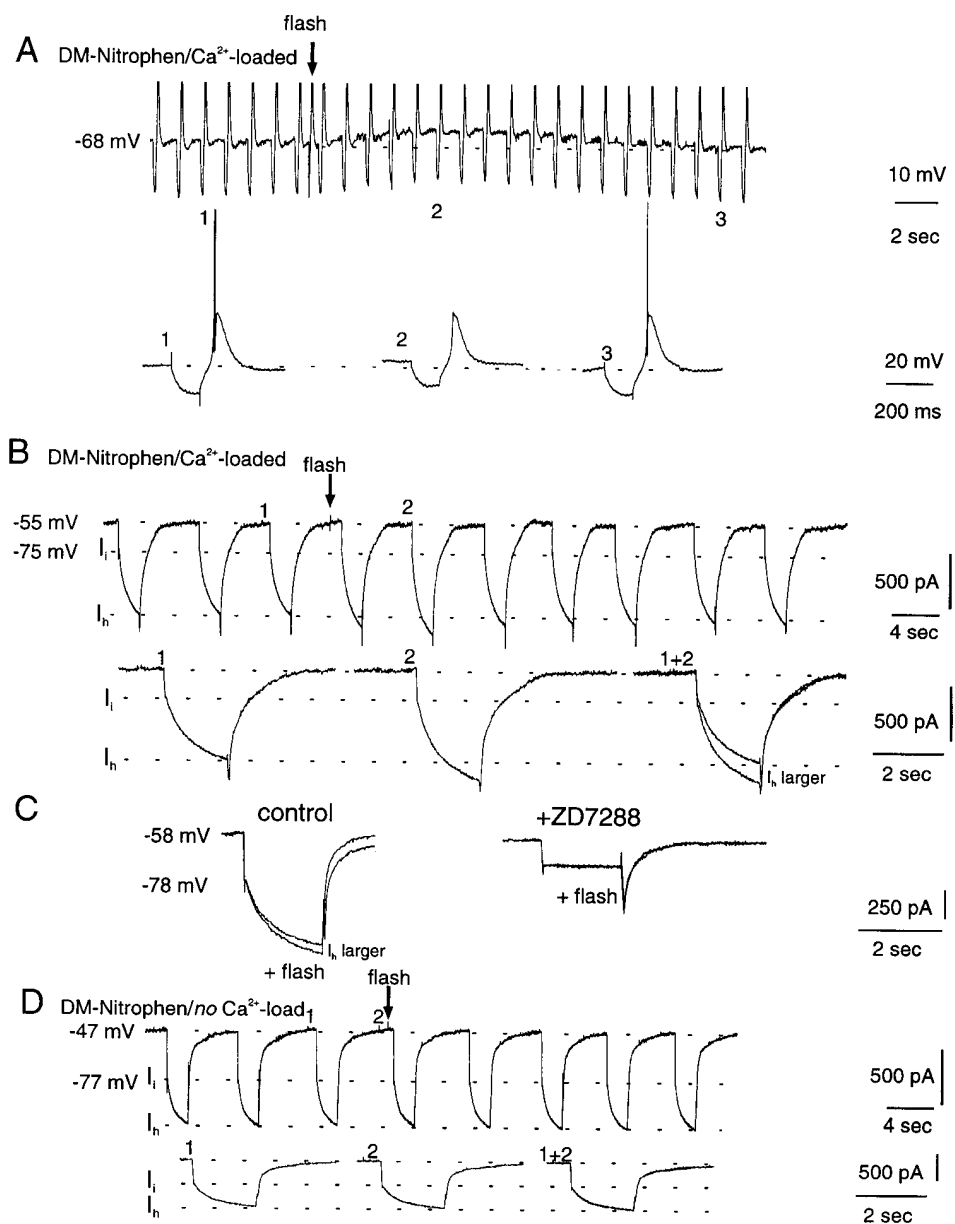 flash
A DM-Nitrophen/Ca²⁺-loaded
-68 mV
10 mV
2 sec
1 2 3
1 2 3
20 mV
200 ms
B DM-Nitrophen/Ca²⁺-loaded flash
1 2
-55 mV
-75 mV
Iᵢ
Iₕ
500 pA
4 sec
1 2 1+2
Iᵢ
Iₕ
500 pA
2 sec
Iₕ larger
C control +ZD7288
-58 mV
-78 mV
Iₕ larger
+ flash
+ flash
250 pA
2 sec
flash
D DM-Nitrophen/no Ca²⁺-load
1 2
-47 mV
-77 mV
Iᵢ
Iₕ
500 pA
4 sec
1 2 1+2
Iᵢ
Iₕ
500 pA
2 sec